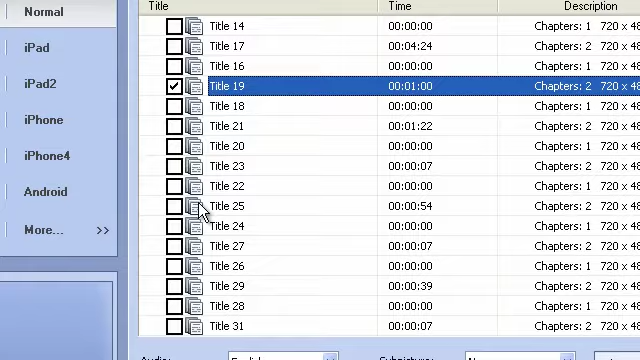 Normal
iPad
iPad2
iPhone
iPhone4
Android
More... >>
Title Time Description
Title 14 00:00:00 Chapters: 1 720 x 48
Title 17 00:04:24 Chapters: 2 720 x 48
Title 16 00:00:00 Chapters: 1 720 x 48
Title 19 00:01:00 Chapters: 2 720 x 48
Title 18 00:00:00 Chapters: 1 720 x 48
Title 21 00:01:22 Chapters: 2 720 x 48
Title 20 00:00:00 Chapters: 1 720 x 48
Title 23 00:00:07 Chapters: 2 720 x 48
Title 22 00:00:00 Chapters: 1 720 x 48
Title 25 00:00:54 Chapters: 2 720 x 48
Title 24 00:00:00 Chapters: 1 720 x 48
Title 27 00:00:07 Chapters: 2 720 x 48
Title 26 00:00:00 Chapters: 1 720 x 48
Title 29 00:00:39 Chapters: 2 720 x 48
Title 28 00:00:00 Chapters: 1 720 x 48
Title 31 00:00:07 Chapters: 2 720 x 48
Audio: English Subpicture: